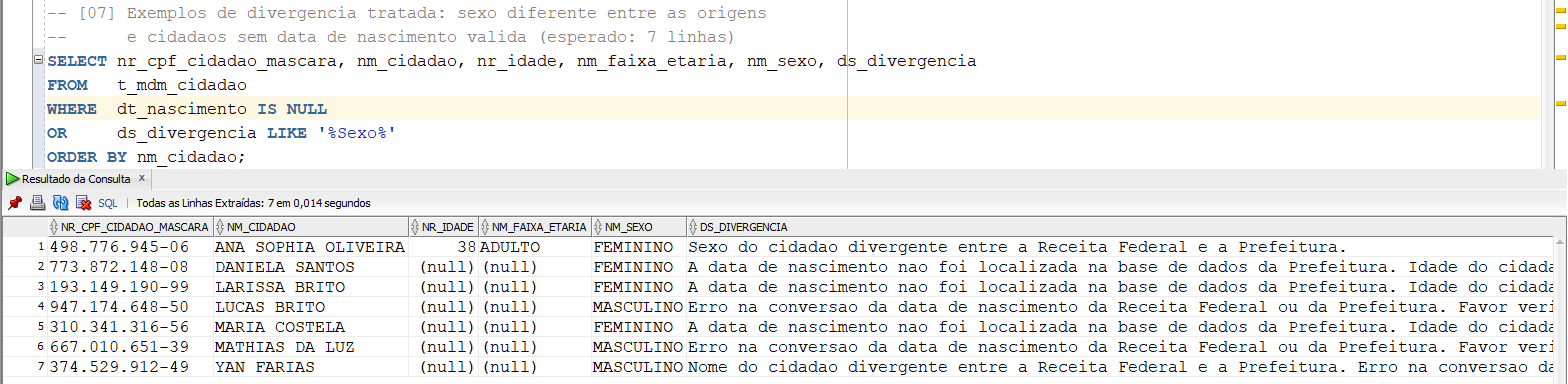 -- [07] Exemplos de divergencia tratada: sexo diferente entre as origens
--      e cidadaos sem data de nascimento valida (esperado: 7 linhas)
SELECT nr_cpf_cidadao_mascara, nm_cidadao, nr_idade, nm_faixa_etaria, nm_sexo, ds_divergencia
FROM   t_mdm_cidadao
WHERE  dt_nascimento IS NULL
OR     ds_divergencia LIKE '%Sexo%'
ORDER BY nm_cidadao;
Resultado da Consulta x
SQL | Todas as Linhas Extraídas: 7 em 0,014 segundos
NR_CPF_CIDADAO_MASCARA NM_CIDADAO NR_IDADE NM_FAIXA_ETARIA NM_SEXO DS_DIVERGENCIA
1 498.776.945-06 ANA SOPHIA OLIVEIRA 38 ADULTO FEMININO Sexo do cidadao divergente entre a Receita Federal e a Prefeitura.
2 773.872.148-08 DANIELA SANTOS (null) (null) FEMININO A data de nascimento nao foi localizada na base de dados da Prefeitura. Idade do cidada
3 193.149.190-99 LARISSA BRITO (null) (null) FEMININO A data de nascimento nao foi localizada na base de dados da Prefeitura. Idade do cidada
4 947.174.648-50 LUCAS BRITO (null) (null) MASCULINO Erro na conversao da data de nascimento da Receita Federal ou da Prefeitura. Favor veri
5 310.341.316-56 MARIA COSTELA (null) (null) FEMININO A data de nascimento nao foi localizada na base de dados da Prefeitura. Idade do cidada
6 667.010.651-39 MATHIAS DA LUZ (null) (null) MASCULINO Erro na conversao da data de nascimento da Receita Federal ou da Prefeitura. Favor veri
7 374.529.912-49 YAN FARIAS (null) (null) MASCULINO Nome do cidadao divergente entre a Receita Federal e a Prefeitura. Erro na conversao da